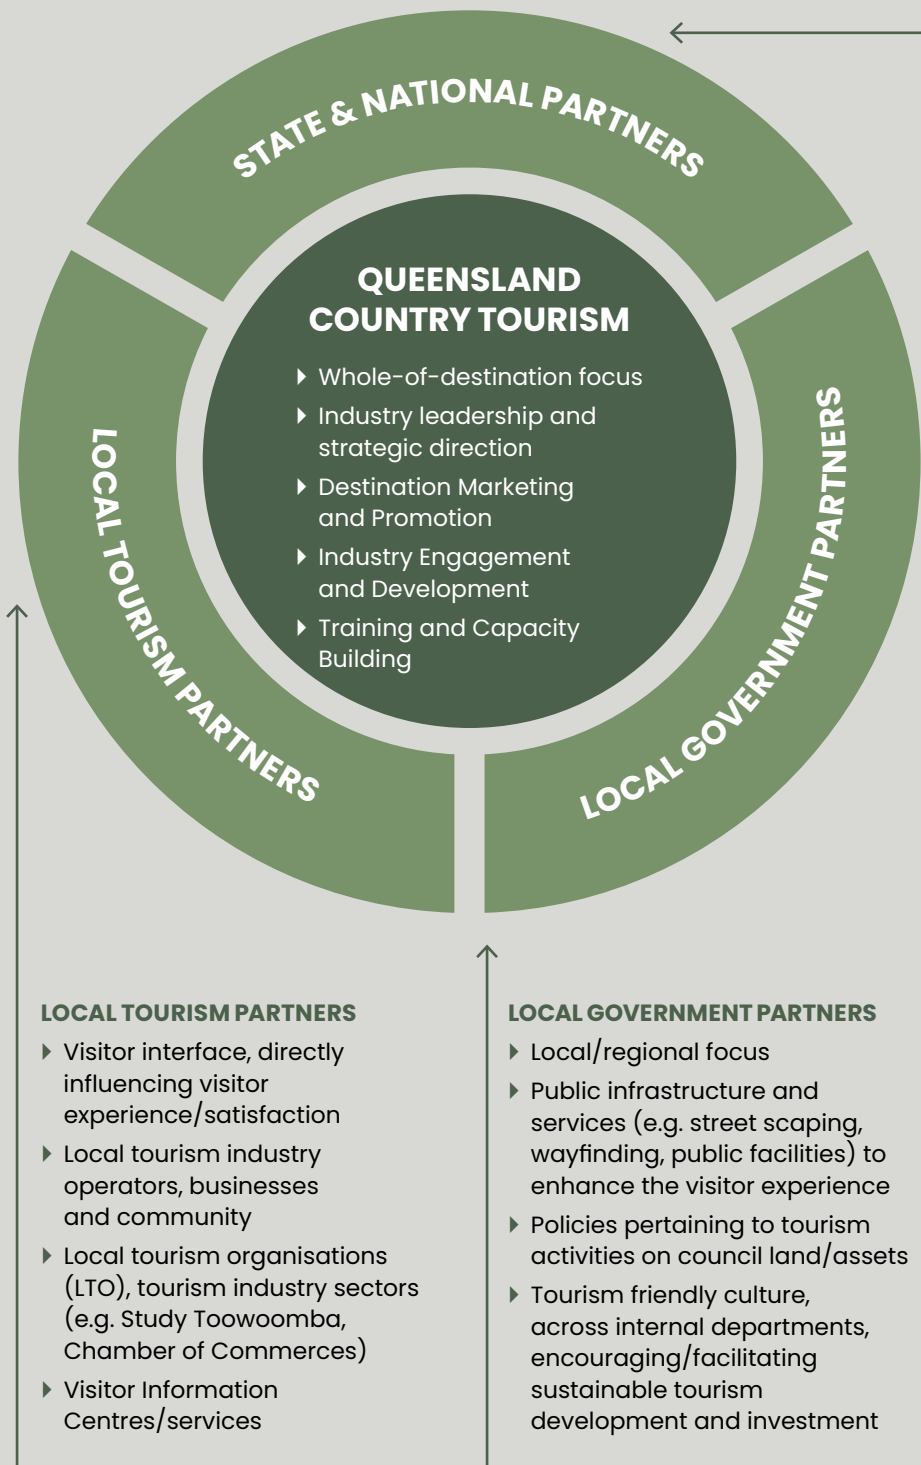 STATE & NATIONAL PARTNERS
QUEENSLAND
COUNTRY TOURISM
Whole-of-destination focus
Industry leadership and
strategic direction
Destination Marketing
and Promotion
Industry Engagement
and Development
Training and Capacity
Building
LOCAL TOURISM PARTNERS
LOCAL GOVERNMENT PARTNERS
LOCAL TOURISM PARTNERS
Visitor interface, directly
influencing visitor
experience/satisfaction
Local tourism industry
operators, businesses
and community
Local tourism organisations
(LTO), tourism industry sectors
(e.g. Study Toowoomba,
Chamber of Commerces)
Visitor Information
Centres/services
LOCAL GOVERNMENT PARTNERS
Local/regional focus
Public infrastructure and
services (e.g. street scaping,
wayfinding, public facilities) to
enhance the visitor experience
Policies pertaining to tourism
activities on council land/assets
Tourism friendly culture,
across internal departments,
encouraging/facilitating
sustainable tourism
development and investment